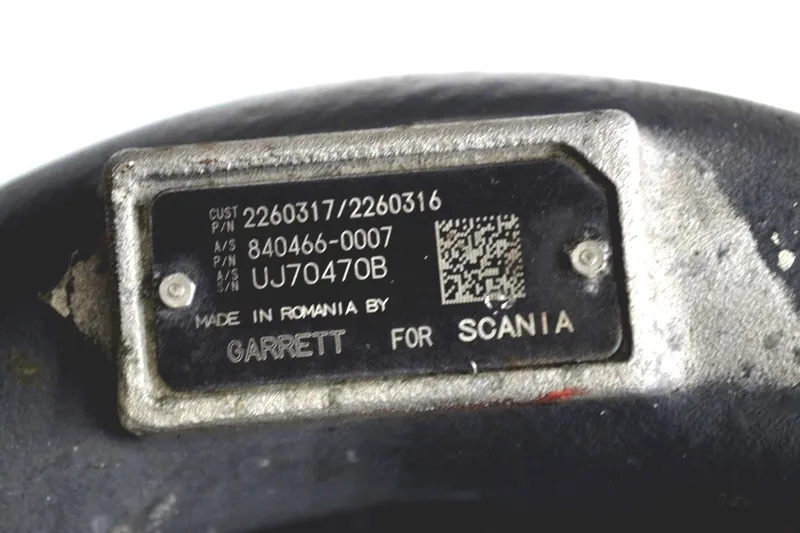 CUST P/N 2260317/2260316
A/S P/N 840466-0007
A/S S/N UJ70470B
MADE IN ROMANIA BY
GARRETT FOR SCANIA